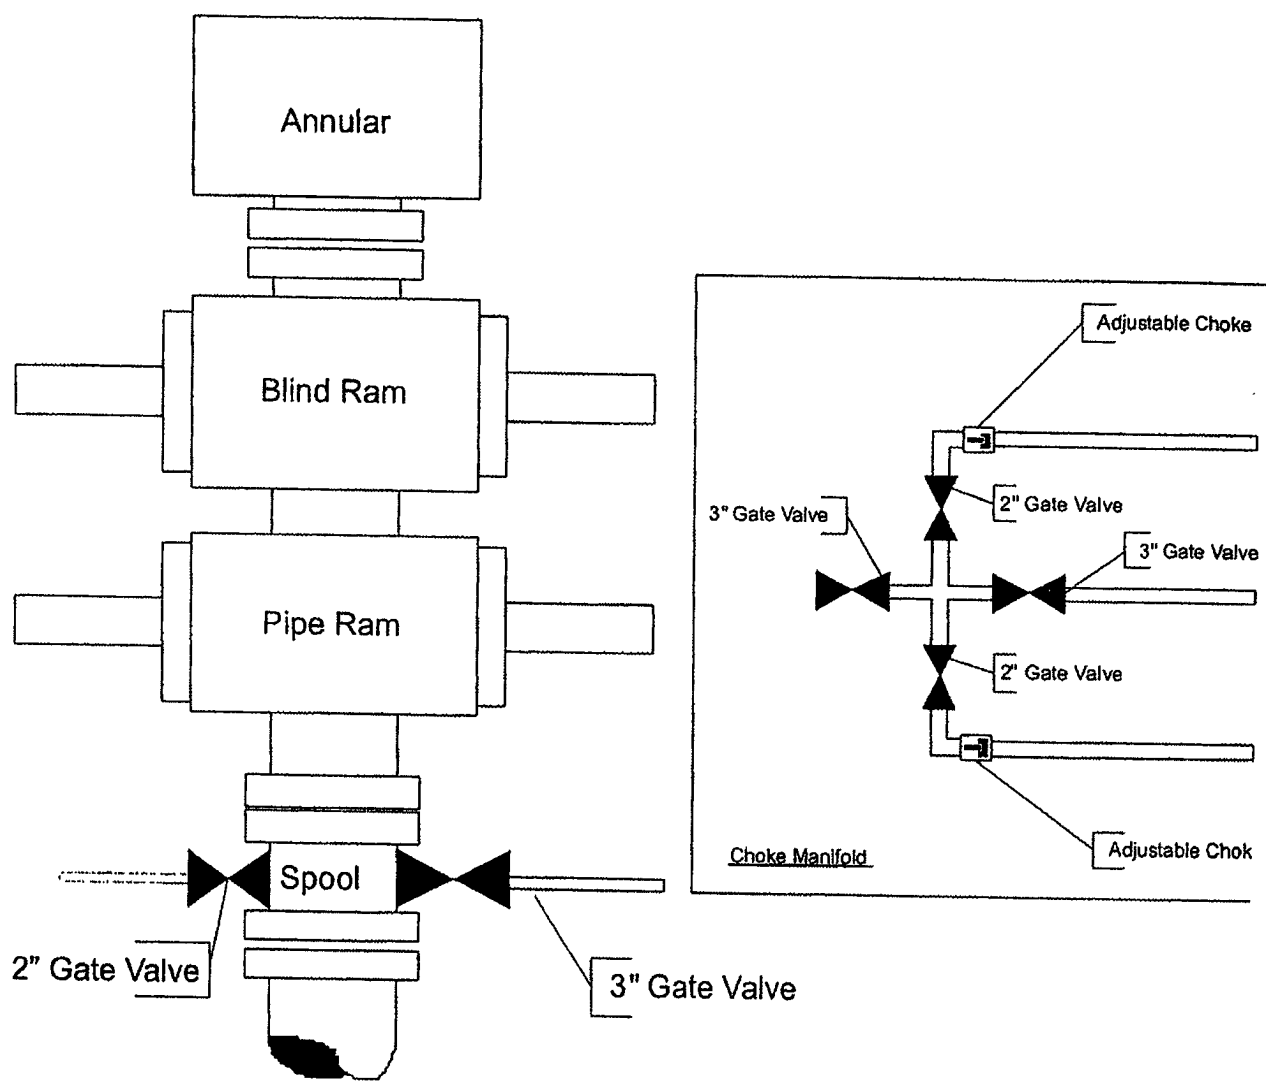 Annular
Blind Ram
Pipe Ram
Spool
2" Gate Valve
3" Gate Valve
Adjustable Choke
2" Gate Valve
3" Gate Valve
3" Gate Valve
2" Gate Valve
Adjustable Chok
Choke Manifold